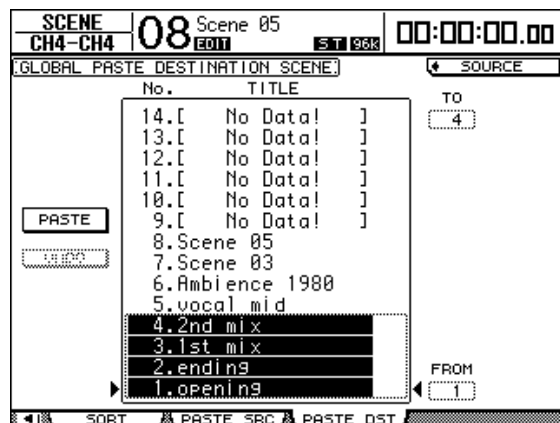 SCENE
CH4-CH4
08 Scene 05
EDIT ST 96k
00:00:00.00
GLOBAL PASTE DESTINATION SCENE
SOURCE
No. TITLE
14.[ No Data! ]
13.[ No Data! ]
12.[ No Data! ]
11.[ No Data! ]
10.[ No Data! ]
9.[ No Data! ]
8.Scene 05
7.Scene 03
6.Ambience 1980
5.vocal mid
4.2nd mix
3.1st mix
2.ending
1.opening
PASTE
TO
4
FROM
1
SORT PASTE SRC PASTE DST